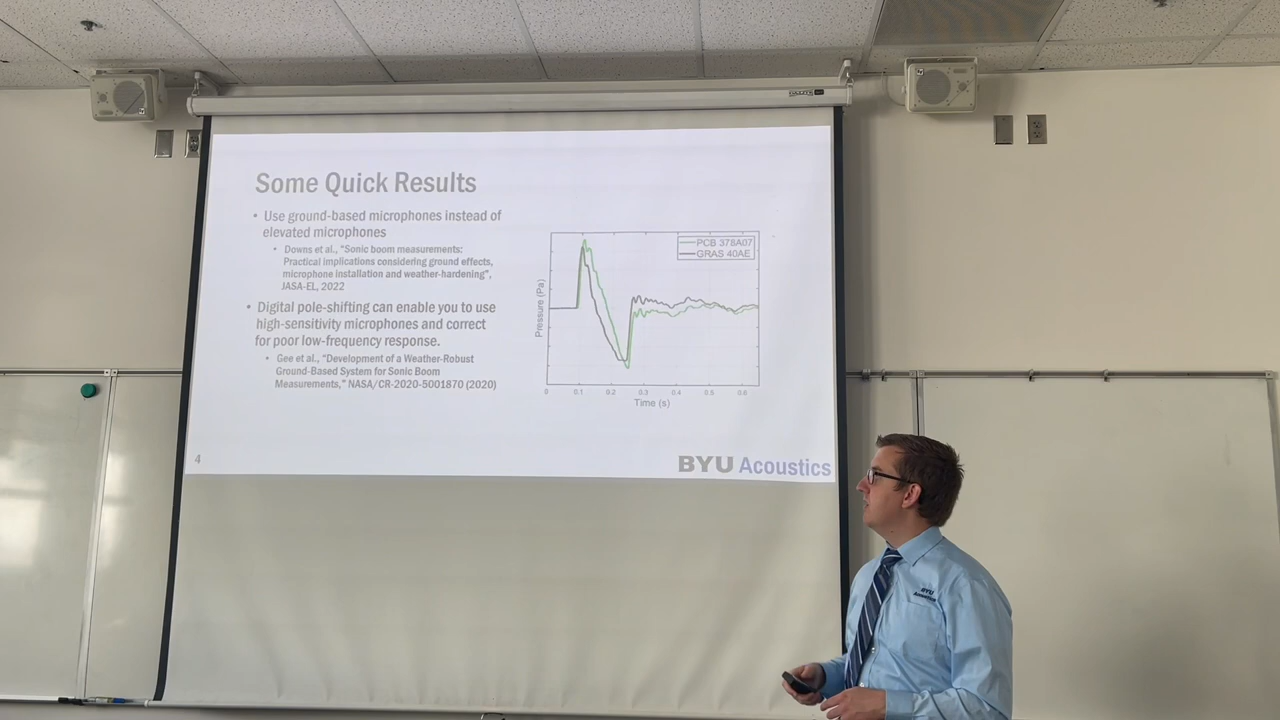 Some Quick Results
• Use ground-based microphones instead of
elevated microphones
• Downs et al., "Sonic boom measurements:
Practical implications considering ground effects,
microphone installation and weather-hardening",
JASA-EL, 2022
• Digital pole-shifting can enable you to use
high-sensitivity microphones and correct
for poor low-frequency response.
• Gee et al., "Development of a Weather-Robust
Ground-Based System for Sonic Boom
Measurements," NASA/CR-2020-5001870 (2020)
PCB 378A07
GRAS 40AE
Pressure (Pa)
0 0.1 0.2 0.3 0.4 0.5 0.6
Time (s)
4
BYU Acoustics
BYU
Acoustics